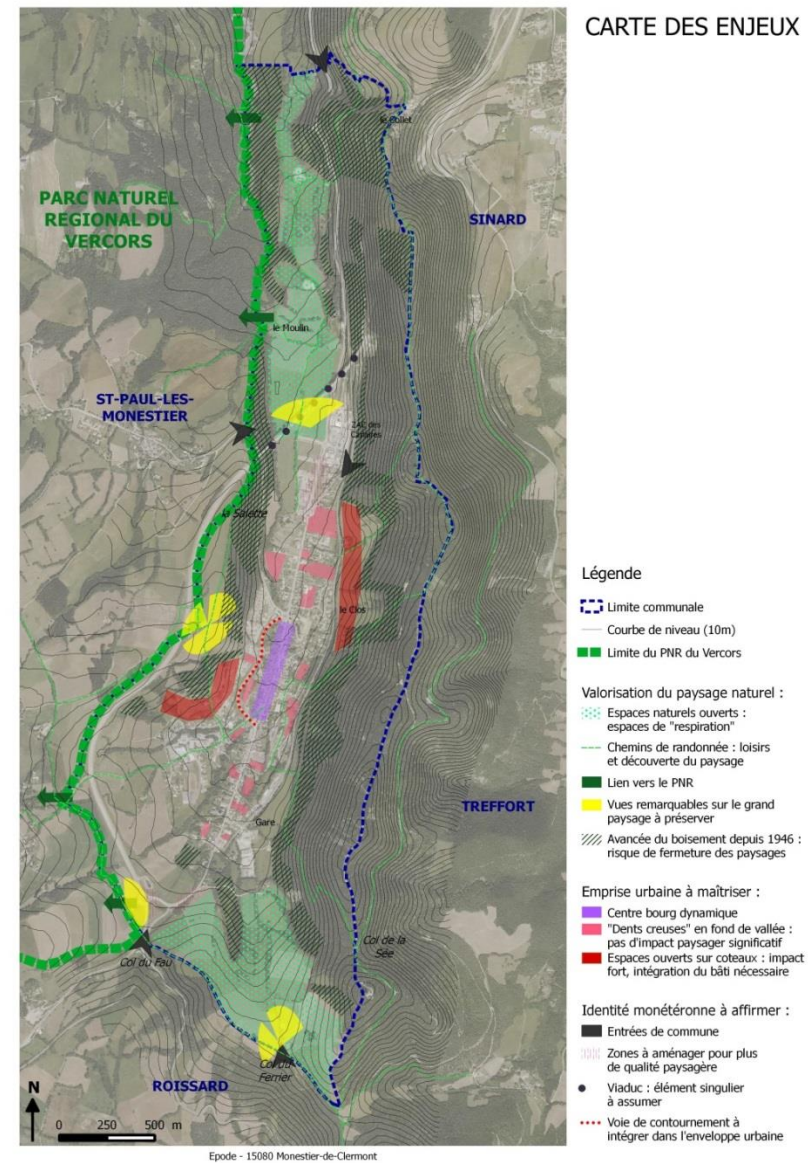 CARTE DES ENJEUX
le Collet
PARC NATUREL
REGIONAL DU
VERCORS
SINARD
le Moulin
ST-PAUL-LES-
MONESTIER
ZAC des
la Salette
le Clos
TREFFORT
Gare
Col de la
Sée
Col du Fau
Col du
Ferrier
ROISSARD
N
0 250 500 m
Epode - 15080 Monestier-de-Clermont
Légende
Limite communale
Courbe de niveau (10m)
Limite du PNR du Vercors
Valorisation du paysage naturel :
Espaces naturels ouverts :
espaces de "respiration"
Chemins de randonnée : loisirs
et découverte du paysage
Lien vers le PNR
Vues remarquables sur le grand
paysage à préserver
Avancée du boisement depuis 1946 :
risque de fermeture des paysages
Emprise urbaine à maîtriser :
Centre bourg dynamique
"Dents creuses" en fond de vallée :
pas d'impact paysager significatif
Espaces ouverts sur coteaux : impact
fort, intégration du bâti nécessaire
Identité monétéronne à affirmer :
Entrées de commune
Zones à aménager pour plus
de qualité paysagère
Viaduc : élément singulier
à assumer
Voie de contournement à
intégrer dans l'enveloppe urbaine